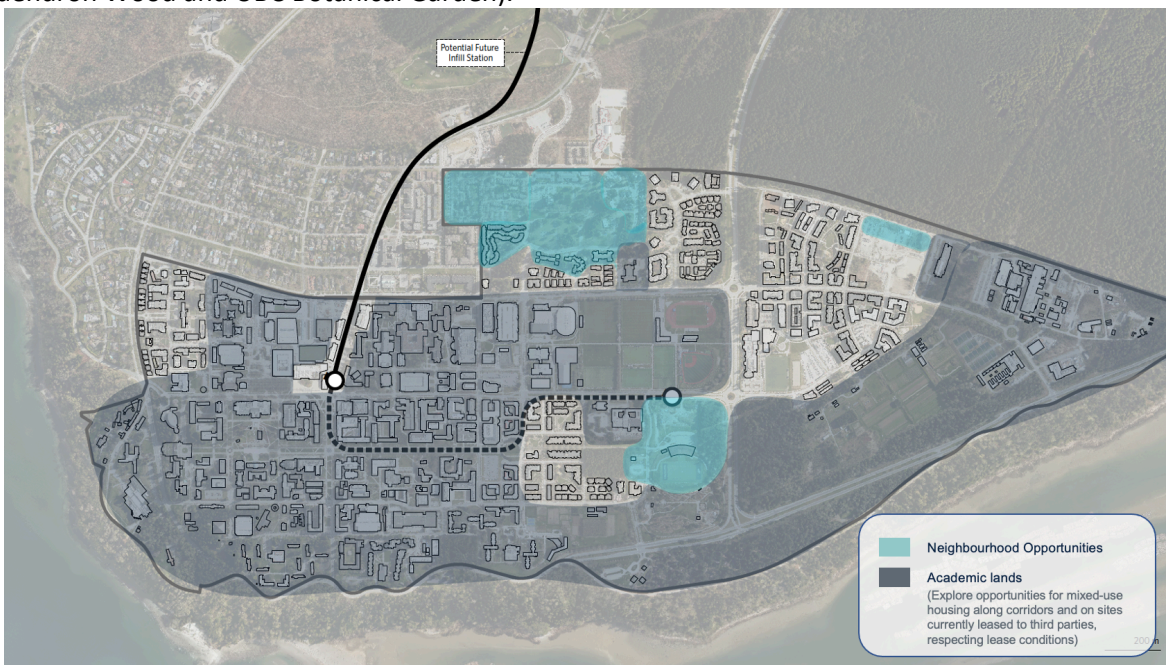 Potential Future
Infill Station
Neighbourhood Opportunities
Academic lands
(Explore opportunities for mixed-use
housing along corridors and on sites
currently leased to third parties,
respecting lease conditions)
200 m